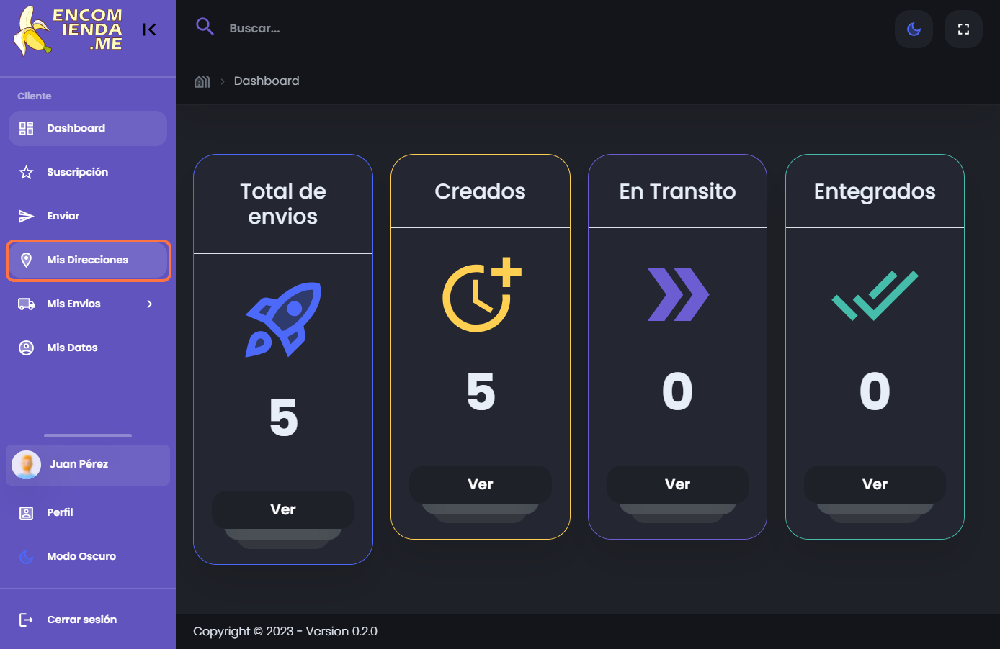 ENCOM
IENDA
.ME
Cliente
Dashboard
Suscripción
Enviar
Mis Direcciones
Mis Envios
Mis Datos
Juan Pérez
Perfil
Modo Oscuro
Cerrar sesión
Buscar...
Dashboard
Total de
envios
5
Ver
Creados
5
Ver
En Transito
0
Ver
Entegrados
0
Ver
Copyright © 2023 - Version 0.2.0